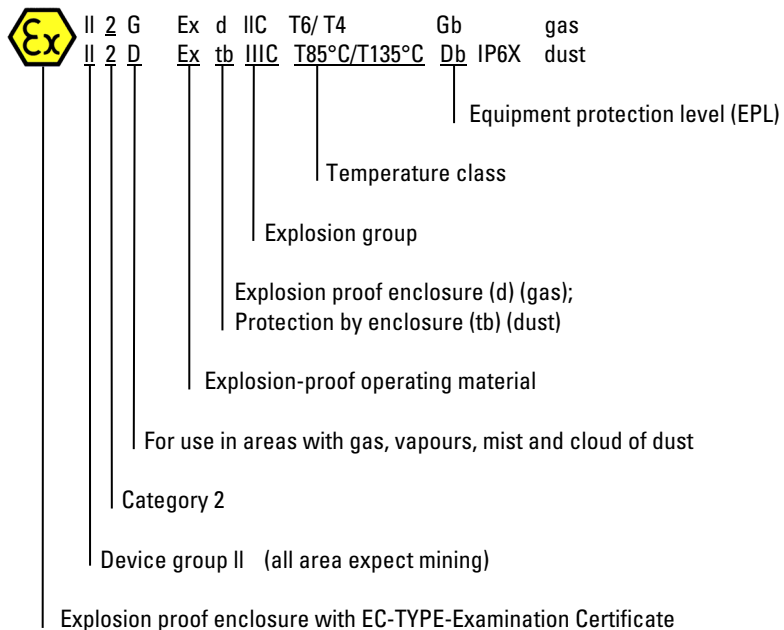 Ex II 2 G Ex d IIC T6/ T4 Gb gas
II 2 D Ex tb IIIC T85°C/T135°C Db IP6X dust
Equipment protection level (EPL)
Temperature class
Explosion group
Explosion proof enclosure (d) (gas);
Protection by enclosure (tb) (dust)
Explosion-proof operating material
For use in areas with gas, vapours, mist and cloud of dust
Category 2
Device group II (all area expect mining)
Explosion proof enclosure with EC-TYPE-Examination Certificate